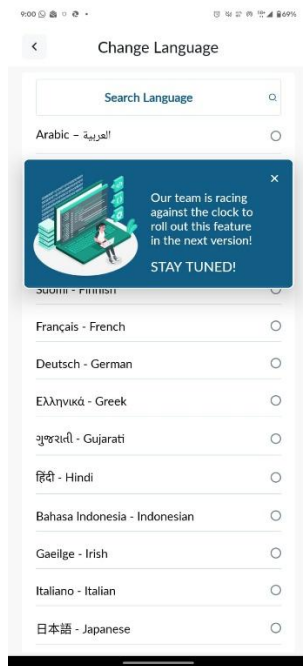 9:00
69%
Change Language
Search Language
Arabic – العربية
Our team is racing
against the clock to
roll out this feature
in the next version!
STAY TUNED!
Suomi - Finnish
Français - French
Deutsch - German
Ελληνικά - Greek
ગુજરાતી - Gujarati
हिंदी - Hindi
Bahasa Indonesia - Indonesian
Gaeilge - Irish
Italiano - Italian
日本語 - Japanese